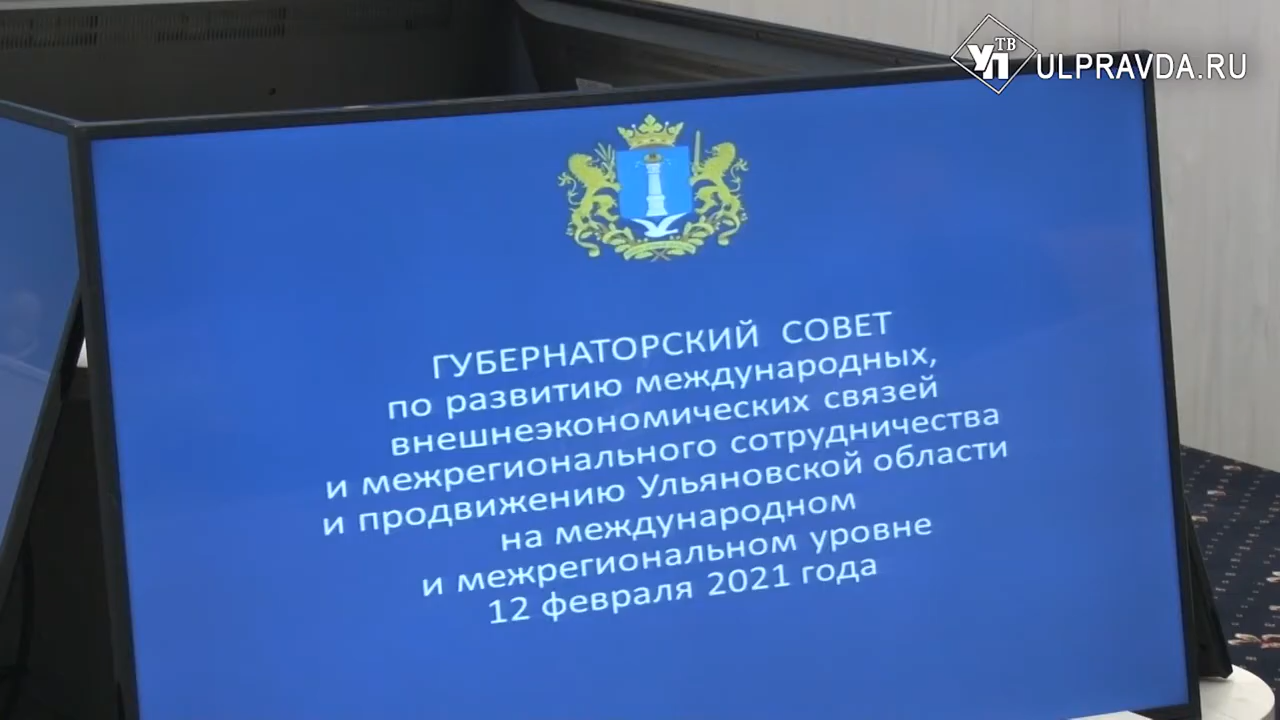 УП ТВ ULPRAVDA.RU
ГУБЕРНАТОРСКИЙ СОВЕТ
по развитию международных,
внешнеэкономических связей
и межрегионального сотрудничества
и продвижению Ульяновской области
на международном
и межрегиональном уровне
12 февраля 2021 года